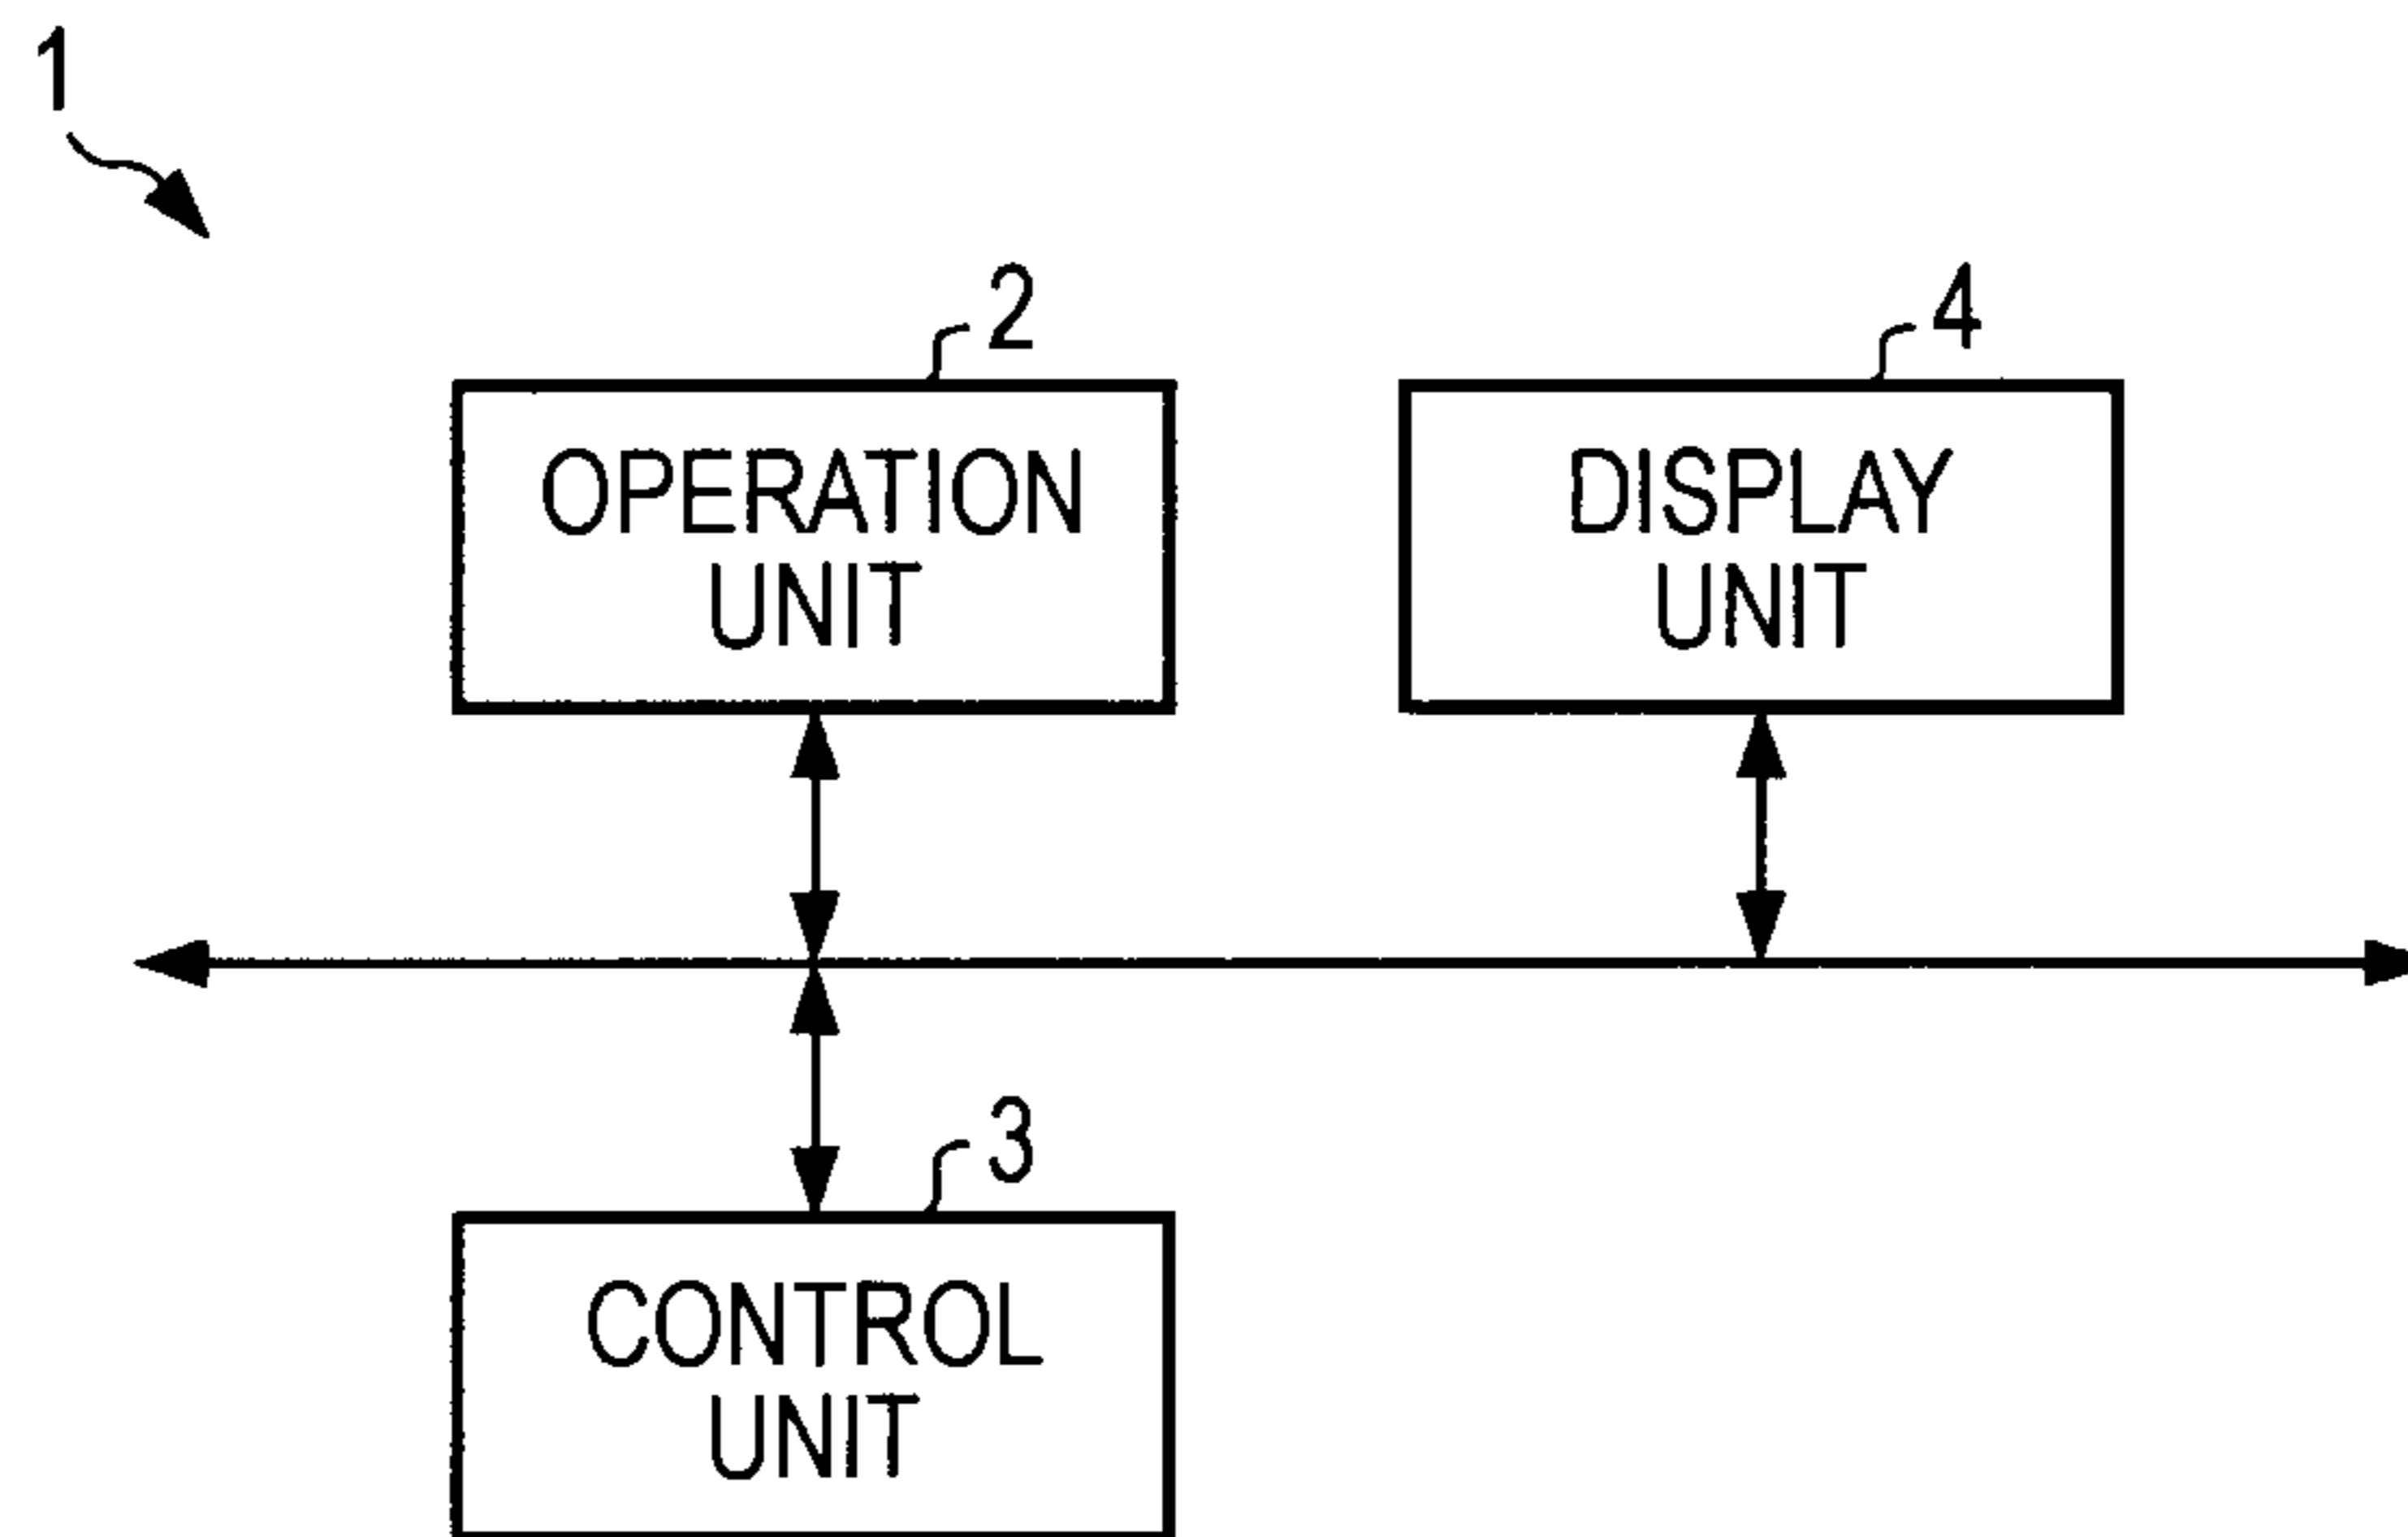 1
2
4
OPERATION
UNIT
DISPLAY
UNIT
3
CONTROL
UNIT